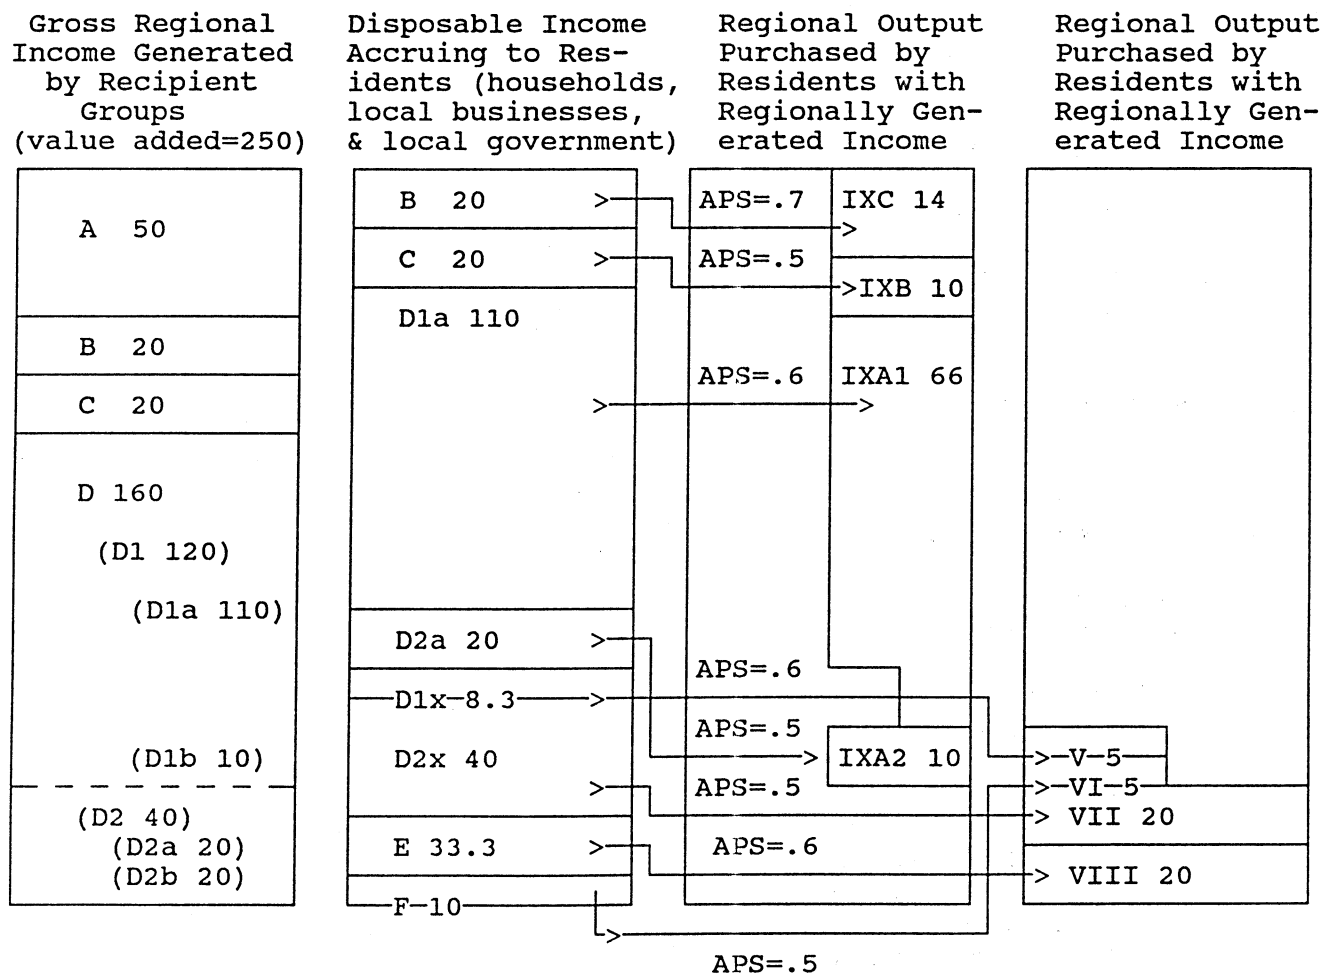 Gross Regional
Income Generated
by Recipient
Groups
(value added=250)
Disposable Income
Accruing to Res-
idents (households,
local businesses,
& local government)
Regional Output
Purchased by
Residents with
Regionally Gen-
erated Income
Regional Output
Purchased by
Residents with
Regionally Gen-
erated Income
A 50
B 20
C 20
D 160
(D1 120)
(D1a 110)
(D1b 10)
(D2 40)
(D2a 20)
(D2b 20)
B 20
C 20
D1a 110
D2a 20
D1x 8.3
D2x 40
E 33.3
F 10
APS=.7
APS=.5
APS=.6
APS=.6
APS=.5
APS=.5
APS=.6
APS=.5
IXC 14
IXB 10
IXA1 66
IXA2 10
V 5
VI 5
VII 20
VIII 20